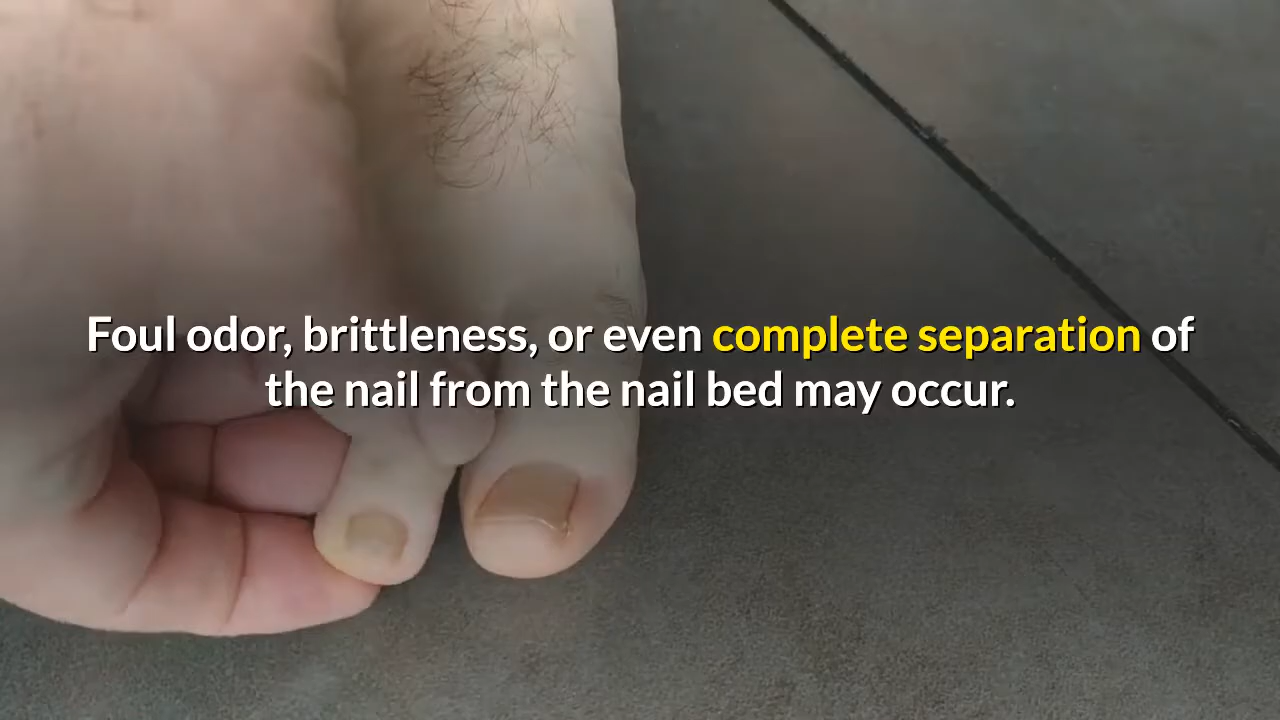 Foul odor, brittleness, or even complete separation of
the nail from the nail bed may occur.